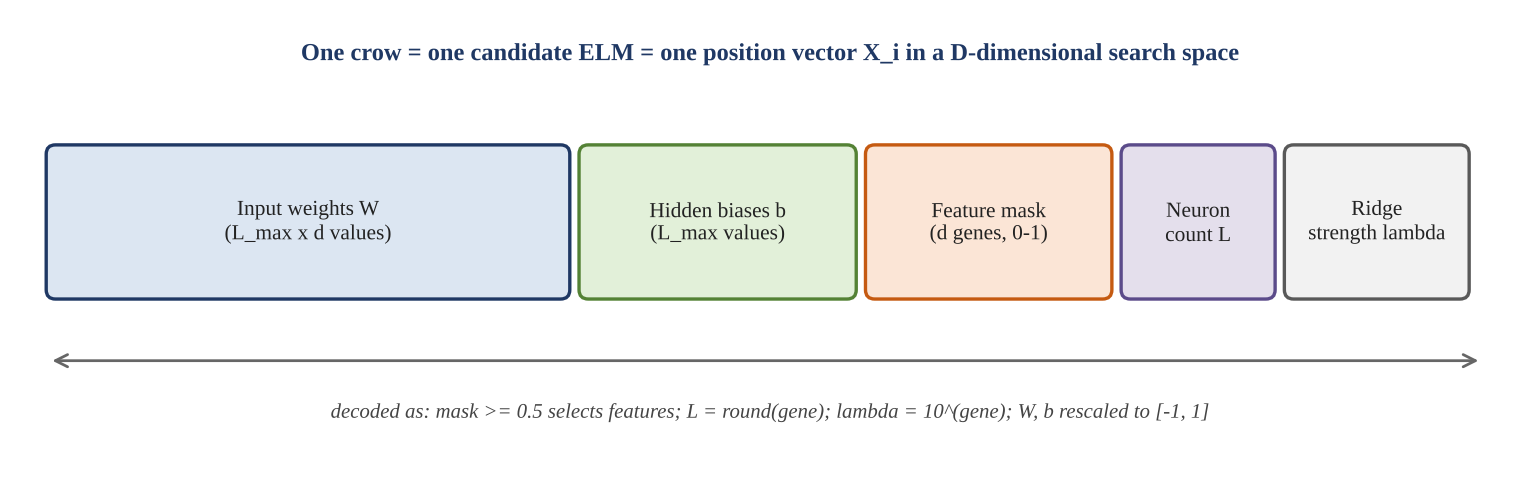 One crow = one candidate ELM = one position vector X_i in a D-dimensional search space
Input weights W
(L_max x d values)
Hidden biases b
(L_max values)
Feature mask
(d genes, 0-1)
Neuron
count L
Ridge
strength lambda
decoded as: mask >= 0.5 selects features; L = round(gene); lambda = 10^(gene); W, b rescaled to [-1, 1]